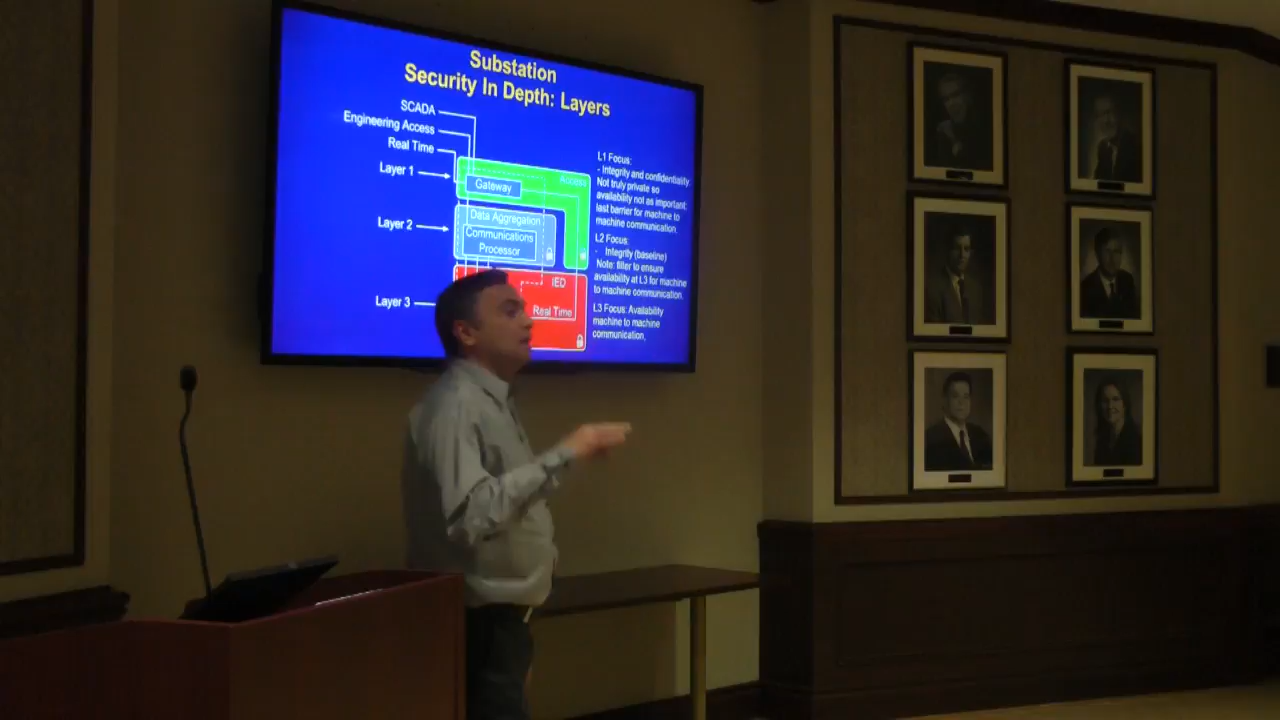 Substation
Security In Depth: Layers
SCADA
Engineering Access
Real Time
Layer 1
Layer 2
Layer 3
Access
Gateway
Data Aggregation
Communications
Processor
IED
Real Time
L1 Focus:
- Integrity and confidentiality
Not truly private so
availability not as important;
last barrier for machine to
machine communication.
L2 Focus:
- Integrity (baseline)
Note: filter to ensure
availability at L3 for machine
to machine communication.
L3 Focus: Availability
machine to machine
communication,